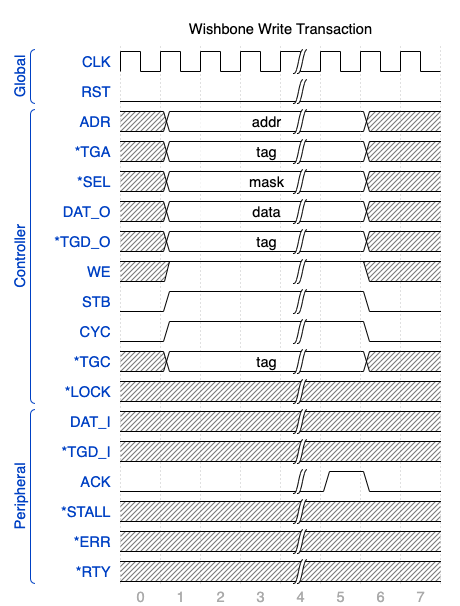 Wishbone Write Transaction
Global
CLK
RST
Controller
ADR addr
*TGA tag
*SEL mask
DAT_O data
*TGD_O tag
WE
STB
CYC
*TGC tag
*LOCK
Peripheral
DAT_I
*TGD_I
ACK
*STALL
*ERR
*RTY
0 1 2 3 4 5 6 7